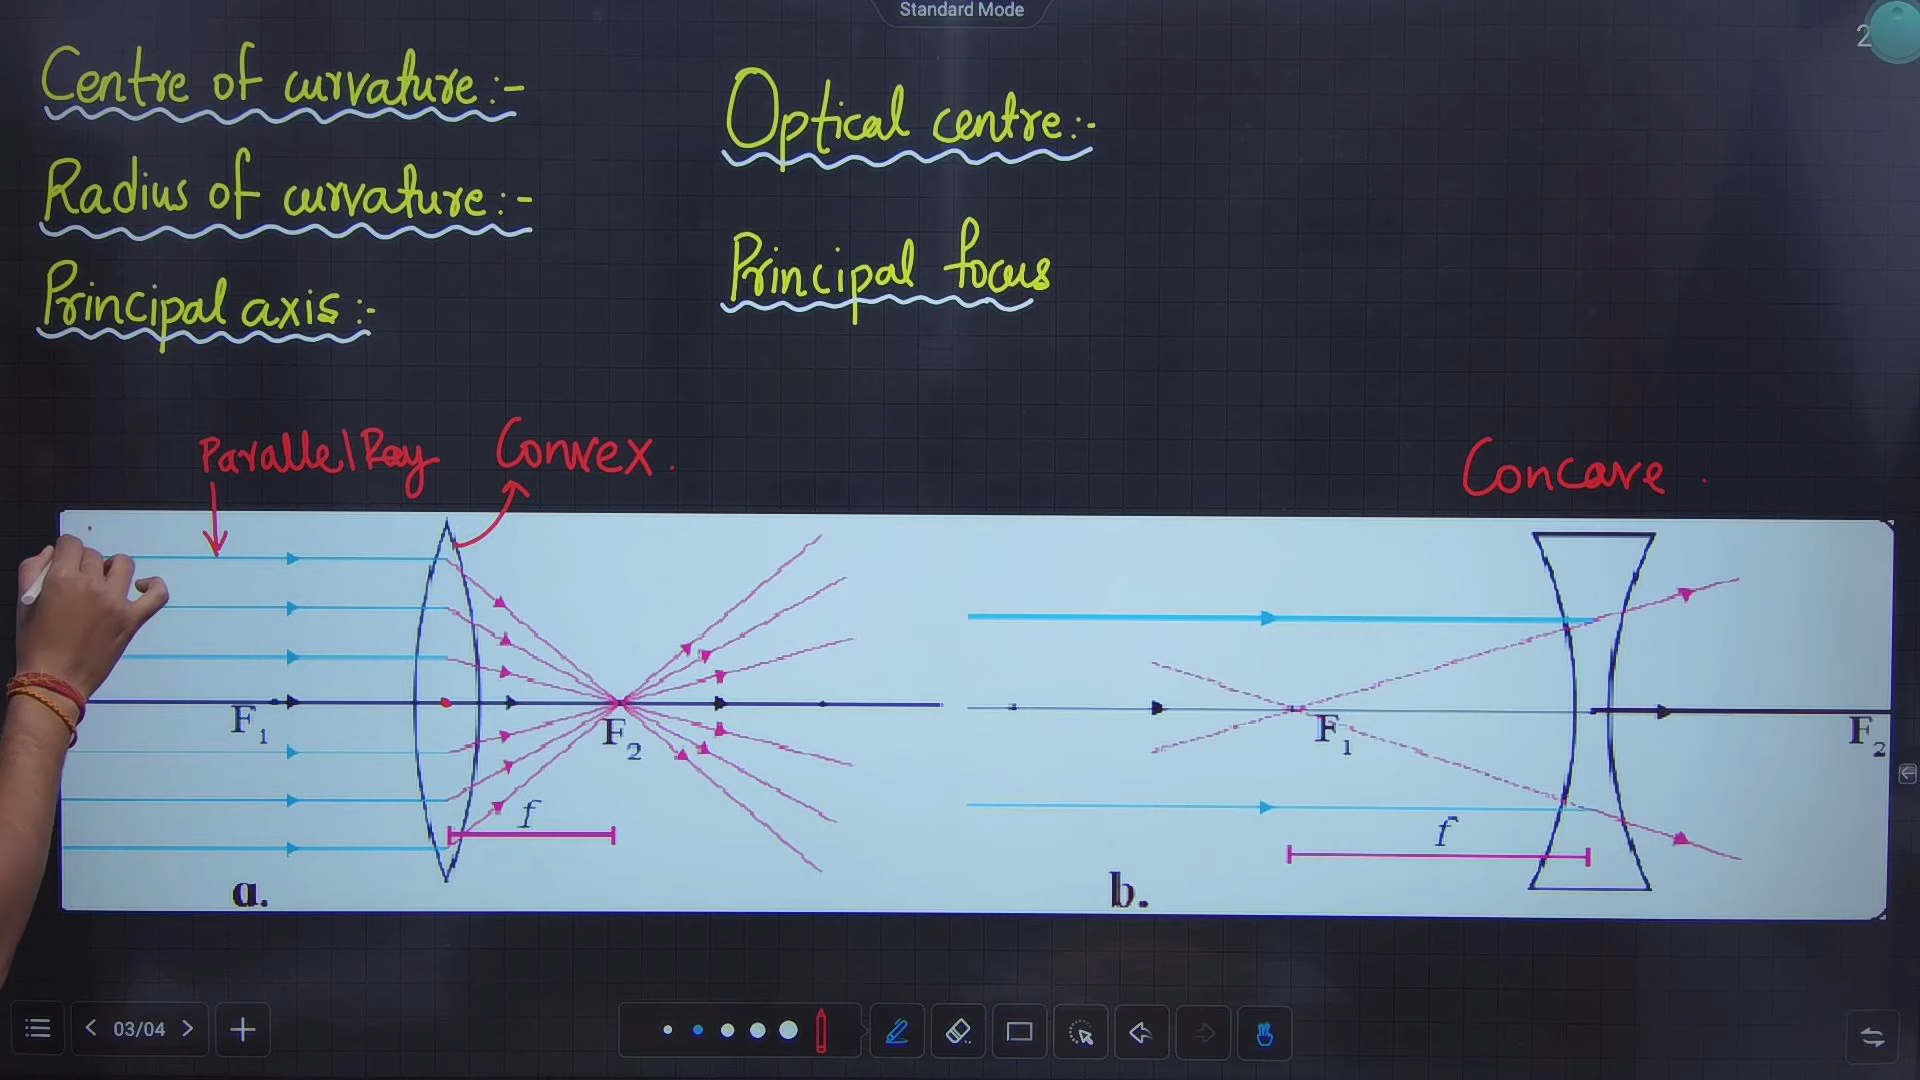 Standard Mode
2
Centre of curvature:-
Radius of curvature:-
Principal axis:-
Optical centre:-
Principal focus
Parallel Ray
Convex.
Concave.
F1
F2
f
a.
F1
F2
f
b.
03/04